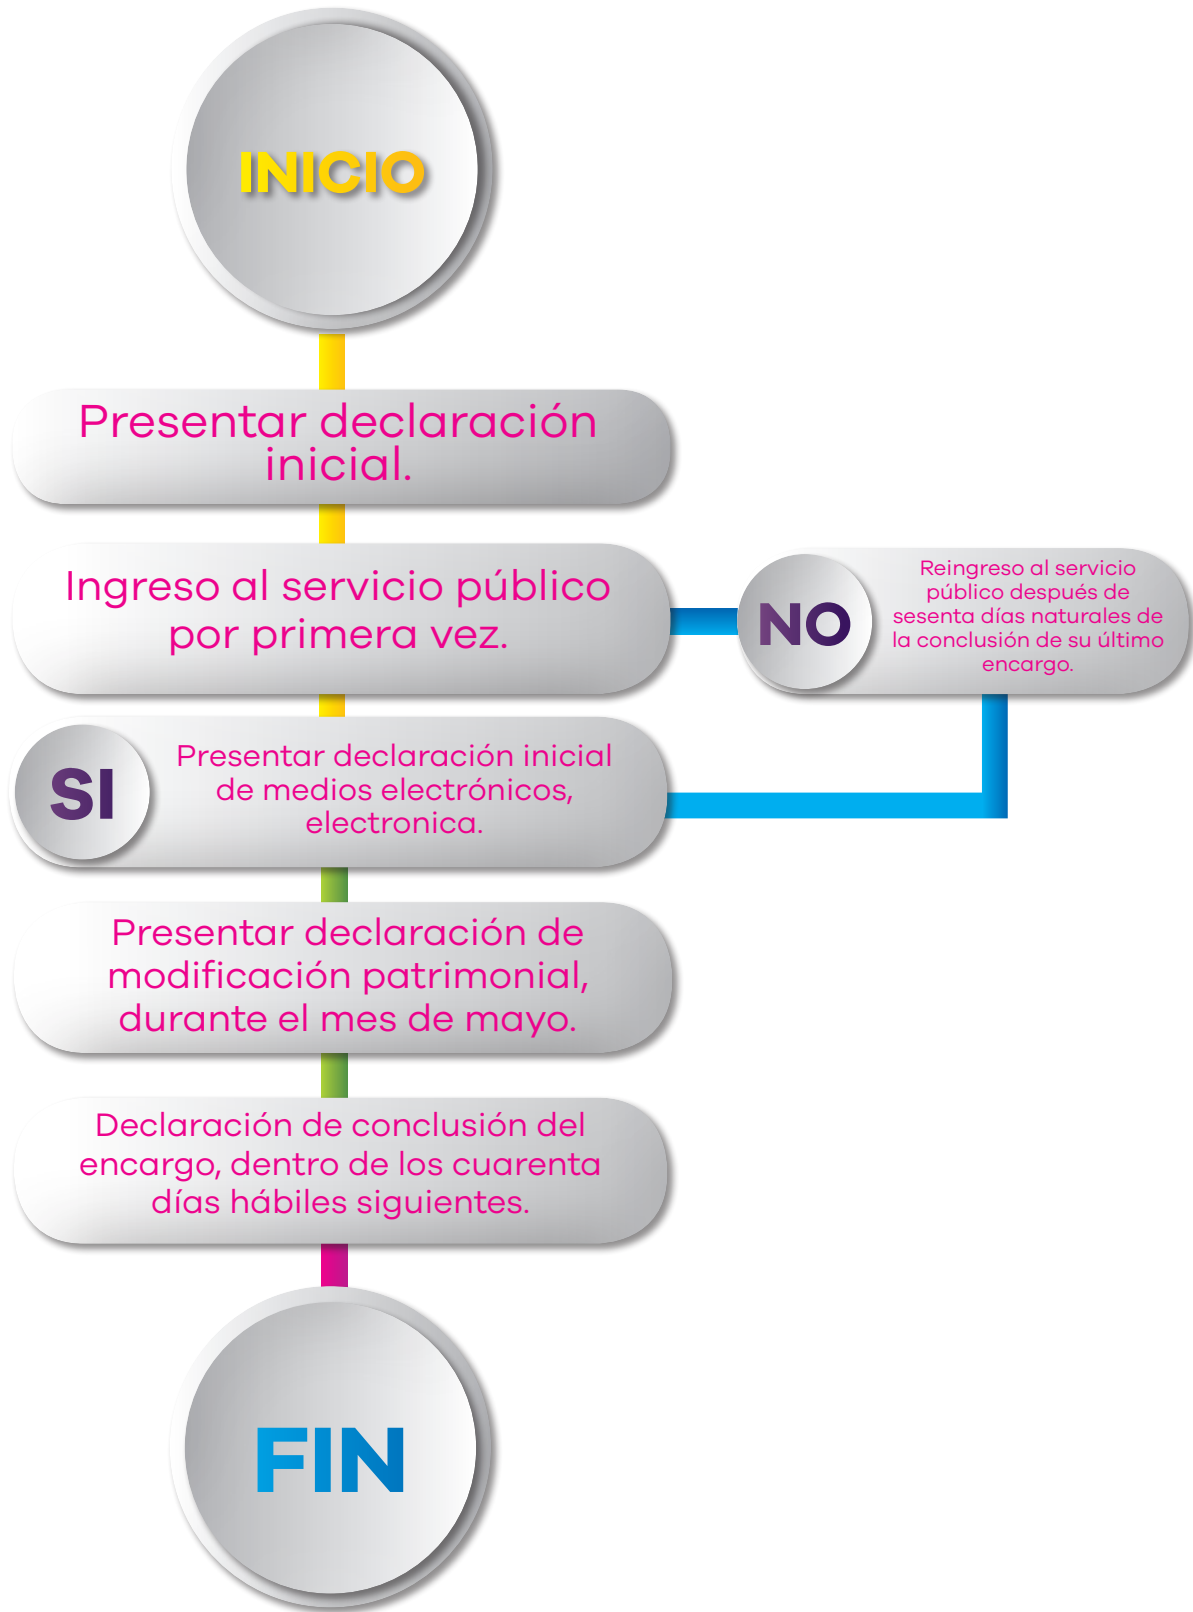 INICIO
Presentar declaración
inicial.
Ingreso al servicio público
por primera vez.
NO
Reingreso al servicio
público después de
sesenta días naturales de
la conclusión de su último
encargo.
SI
Presentar declaración inicial
de medios electrónicos,
electronica.
Presentar declaración de
modificación patrimonial,
durante el mes de mayo.
Declaración de conclusión del
encargo, dentro de los cuarenta
días hábiles siguientes.
FIN